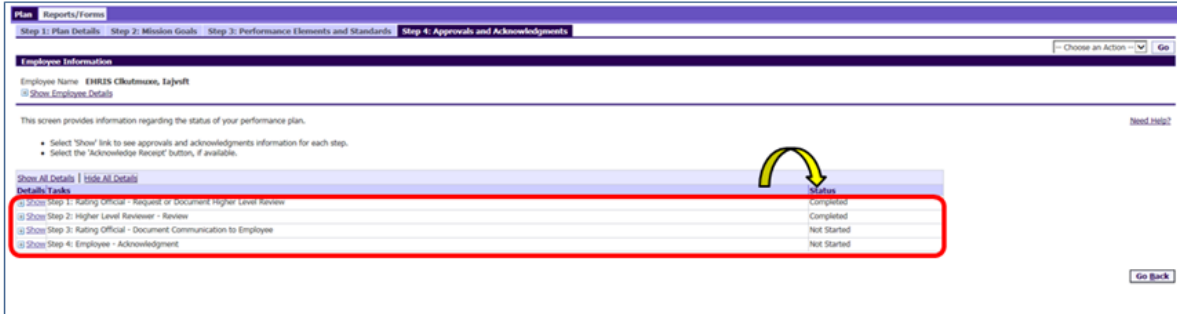 Plan Reports/Forms
Step 1: Plan Details Step 2: Mission Goals Step 3: Performance Elements and Standards Step 4: Approvals and Acknowledgments
-- Choose an Action -- Go
Employee Information
Employee Name EHRIS Clkutmuxe, Iajvsft
Show Employee Details
This screen provides information regarding the status of your performance plan. Need Help?
• Select 'Show' link to see approvals and acknowledgments information for each step.
• Select the 'Acknowledge Receipt' button, if available.
Show All Details | Hide All Details
Details Tasks Status
Show Step 1: Rating Official - Request or Document Higher Level Review Completed
Show Step 2: Higher Level Reviewer - Review Completed
Show Step 3: Rating Official - Document Communication to Employee Not Started
Show Step 4: Employee - Acknowledgment Not Started
Go Back